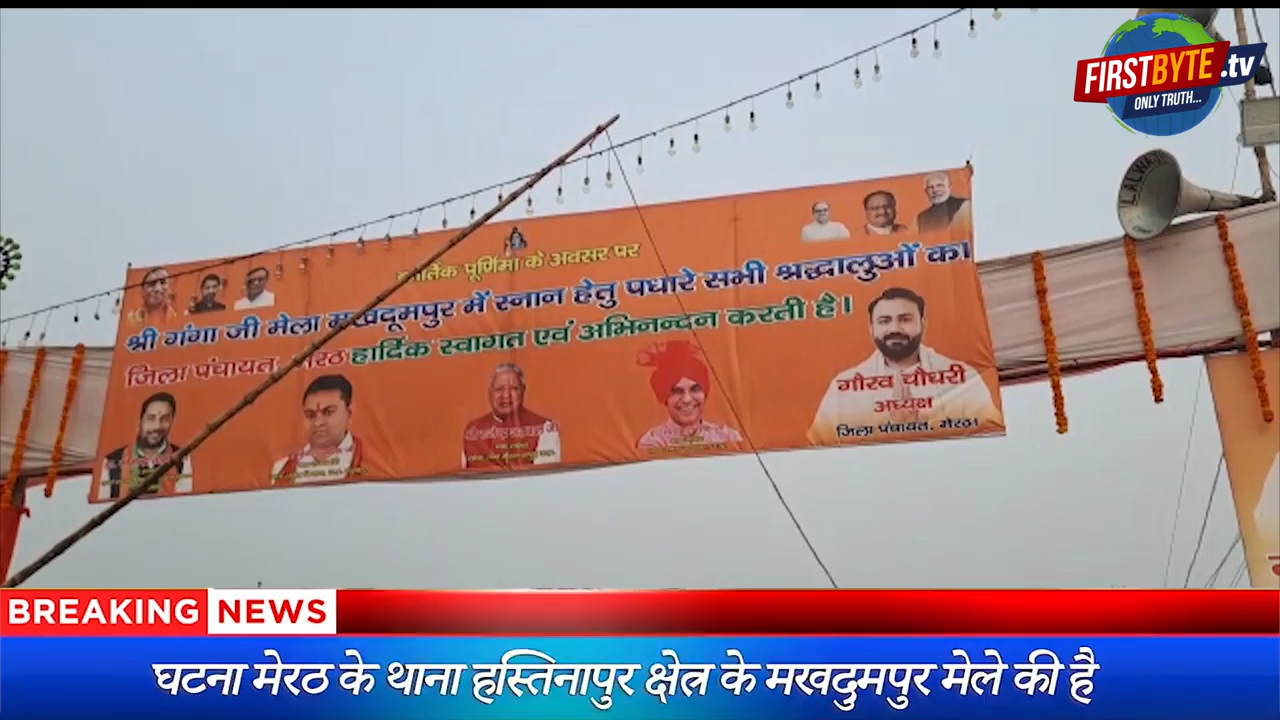 FIRSTBYTE.tv
ONLY TRUTH...
LALWANI
कार्तिक पूर्णिमा के अवसर पर
श्री गंगा जी मेला मखदूमपुर में स्नान हेतु पधारे सभी श्रद्धालुओं का
जिला पंचायत, मेरठ हार्दिक स्वागत एवं अभिनन्दन करती है।
गौरव चौधरी
अध्यक्ष
जिला पंचायत, मेरठ।
BREAKING NEWS
घटना मेरठ के थाना हस्तिनापुर क्षेत्र के मखदुमपुर मेले की है